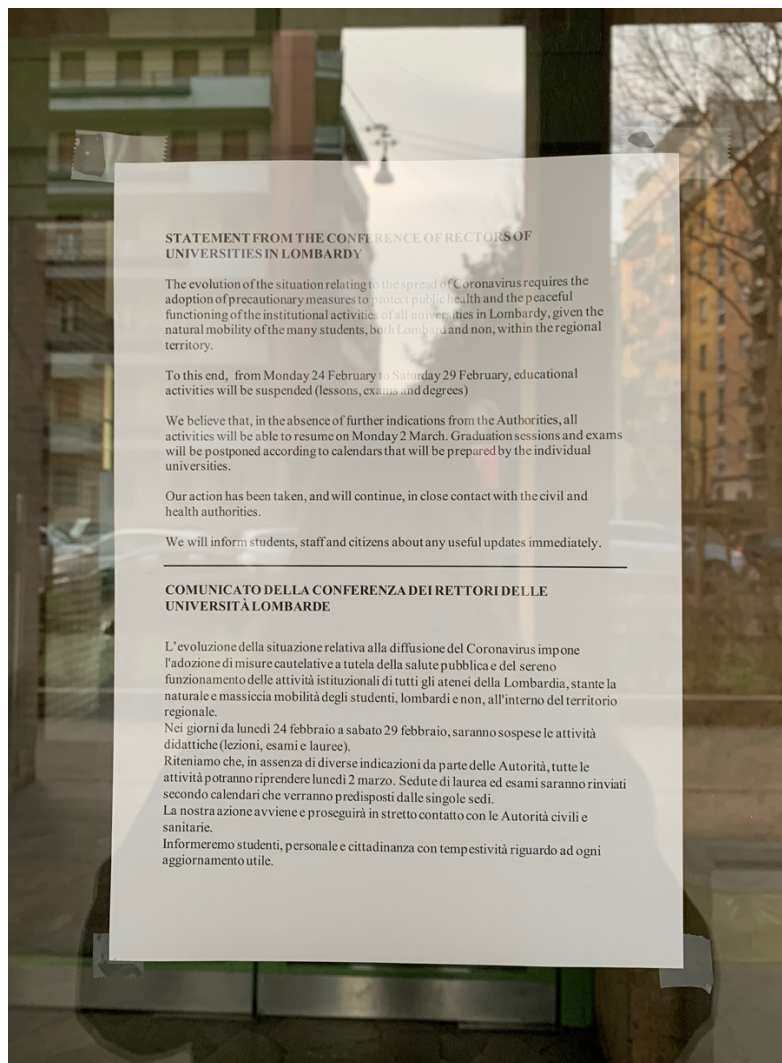 STATEMENT FROM THE CONFERENCE OF RECTORS OF
UNIVERSITIES IN LOMBARDY
The evolution of the situation relating to the spread of Coronavirus requires the
adoption of precautionary measures to protect public health and the peaceful
functioning of the institutional activities of all universities in Lombardy, given the
natural mobility of the many students, both Lombard and non, within the regional
territory.
To this end, from Monday 24 February to Saturday 29 February, educational
activities will be suspended (lessons, exams and degrees)
We believe that, in the absence of further indications from the Authorities, all
activities will be able to resume on Monday 2 March. Graduation sessions and exams
will be postponed according to calendars that will be prepared by the individual
universities.
Our action has been taken, and will continue, in close contact with the civil and
health authorities.
We will inform students, staff and citizens about any useful updates immediately.
COMUNICATO DELLA CONFERENZA DEI RETTORI DELLE
UNIVERSITÀ LOMBARDE
L'evoluzione della situazione relativa alla diffusione del Coronavirus impone
l'adozione di misure cautelative a tutela della salute pubblica e del sereno
funzionamento delle attività istituzionali di tutti gli atenei della Lombardia, stante la
naturale e massiccia mobilità degli studenti, lombardi e non, all'interno del territorio
regionale.
Nei giorni da lunedì 24 febbraio a sabato 29 febbraio, saranno sospese le attività
didattiche (lezioni, esami e lauree).
Riteniamo che, in assenza di diverse indicazioni da parte delle Autorità, tutte le
attività potranno riprendere lunedì 2 marzo. Sedute di laurea ed esami saranno rinviati
secondo calendari che verranno predisposti dalle singole sedi.
La nostra azione avviene e proseguirà in stretto contatto con le Autorità civili e
sanitarie.
Informeremo studenti, personale e cittadinanza con tempestività riguardo ad ogni
aggiornamento utile.